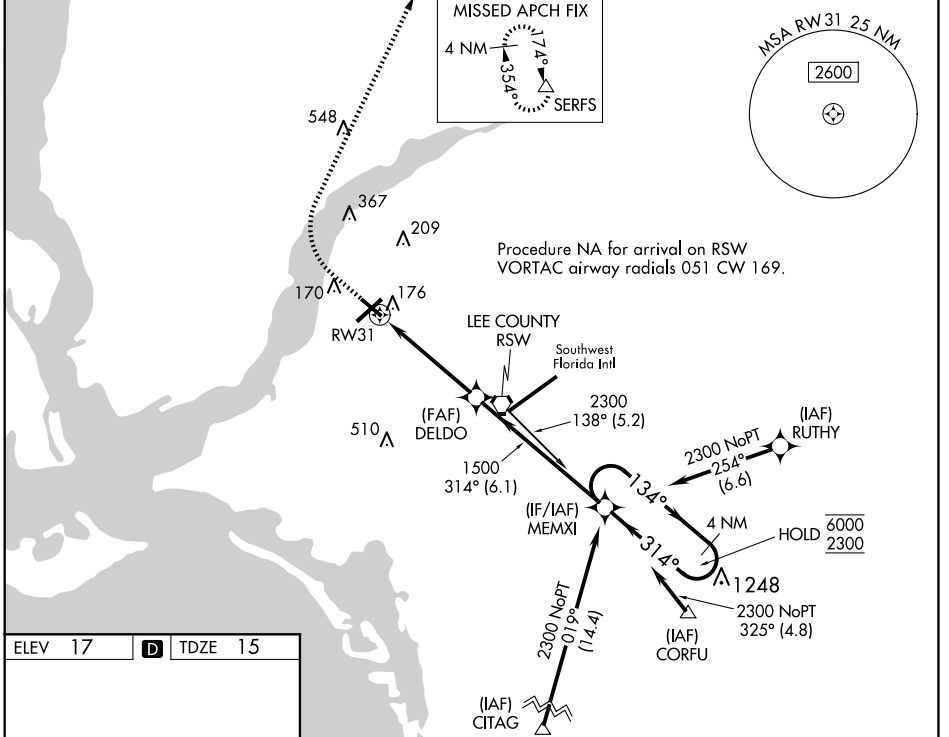 MISSED APCH FIX
4 NM
174°
354°
SERFS
MSA RW 31 25 NM
2600
548
367
209
170
176
RW31
Procedure NA for arrival on RSW
VORTAC airway radials 051 CW 169.
LEE COUNTY
RSW
Southwest
Florida Intl
2300
138° (5.2)
(FAF)
DELDO
510
1500
314° (6.1)
(IAF)
RUTHY
2300 NoPT
254°
(6.6)
(IF/IAF)
MEMXI
134°
314°
4 NM
HOLD
6000
2300
1248
2300 NoPT
325° (4.8)
(IAF)
CORFU
2300 NoPT
019°
(14.4)
(IAF)
CITAG
ELEV 17
D
TDZE 15